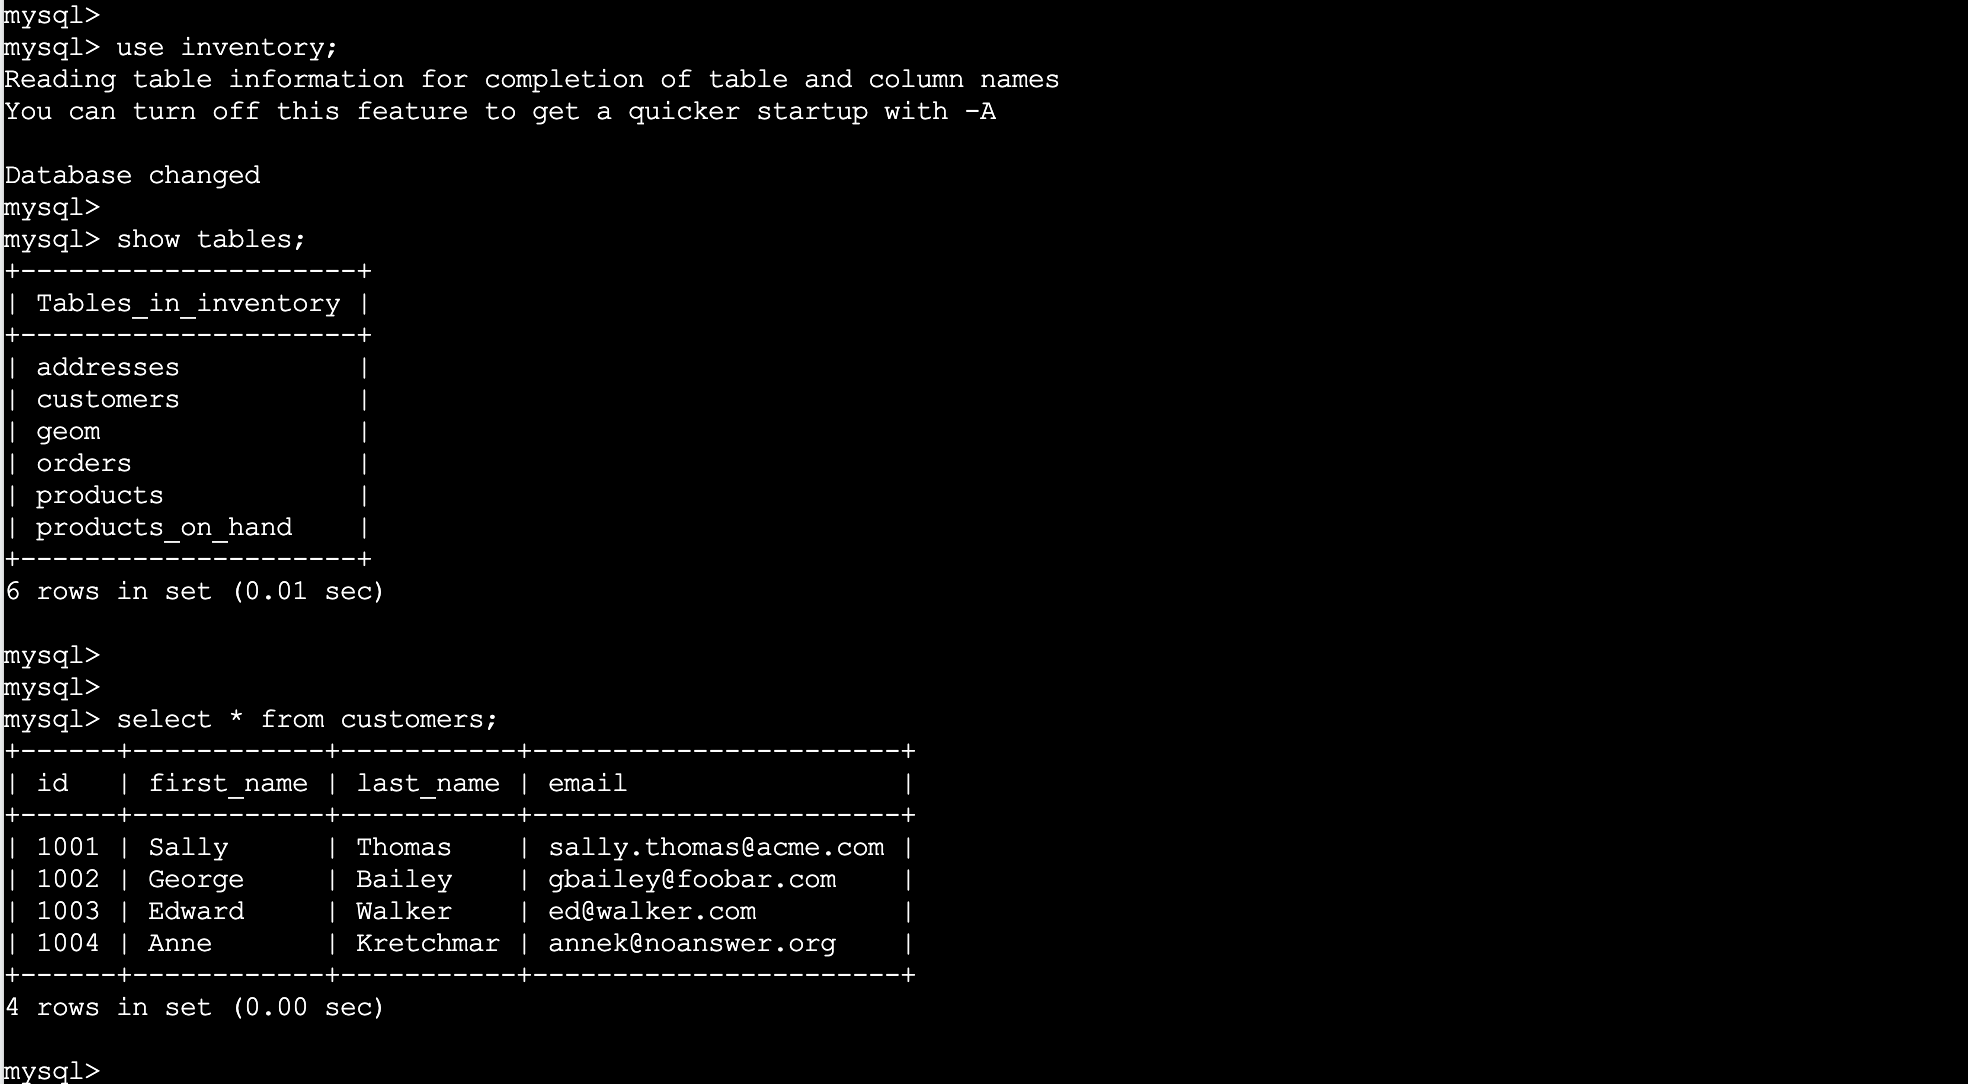 mysql>
mysql> use inventory;
Reading table information for completion of table and column names
You can turn off this feature to get a quicker startup with -A

Database changed
mysql>
mysql> show tables;
+---------------------+
| Tables_in_inventory |
+---------------------+
| addresses           |
| customers           |
| geom                |
| orders              |
| products            |
| products_on_hand    |
+---------------------+
6 rows in set (0.01 sec)

mysql>
mysql>
mysql> select * from customers;
+------+------------+-----------+-----------------------+
| id   | first_name | last_name | email                 |
+------+------------+-----------+-----------------------+
| 1001 | Sally      | Thomas    | sally.thomas@acme.com |
| 1002 | George     | Bailey    | gbailey@foobar.com    |
| 1003 | Edward     | Walker    | ed@walker.com         |
| 1004 | Anne       | Kretchmar | annek@noanswer.org    |
+------+------------+-----------+-----------------------+
4 rows in set (0.00 sec)

mysql>